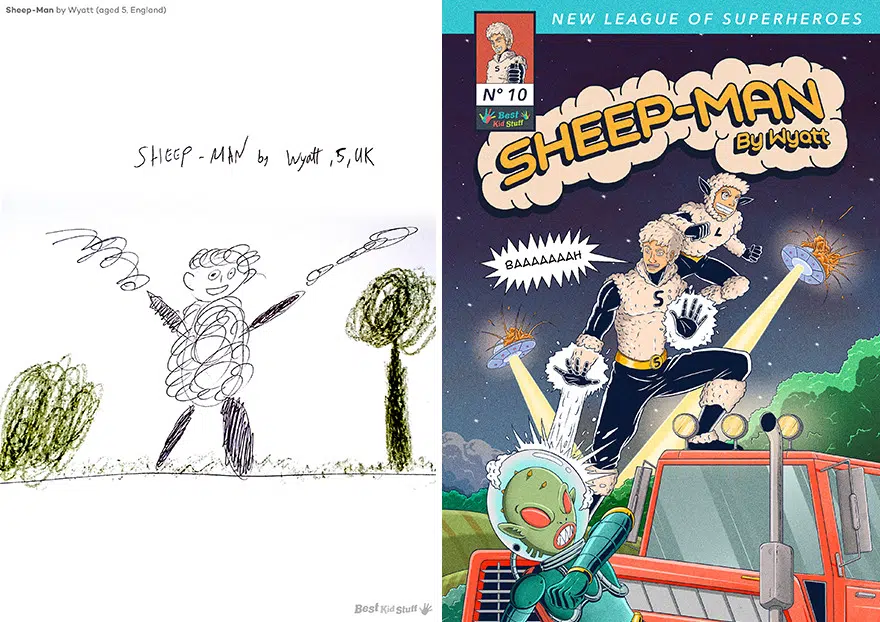 Sheep-Man by Wyatt (aged 5, England)
SHEEP - MAN by Wyatt, 5, UK
Best Kid Stuff
NEW LEAGUE OF SUPERHEROES
S
Nº 10
Best
Kid Stuff
SHEEP-MAN
By Wyatt
L
BAAAAAAAH
S
S